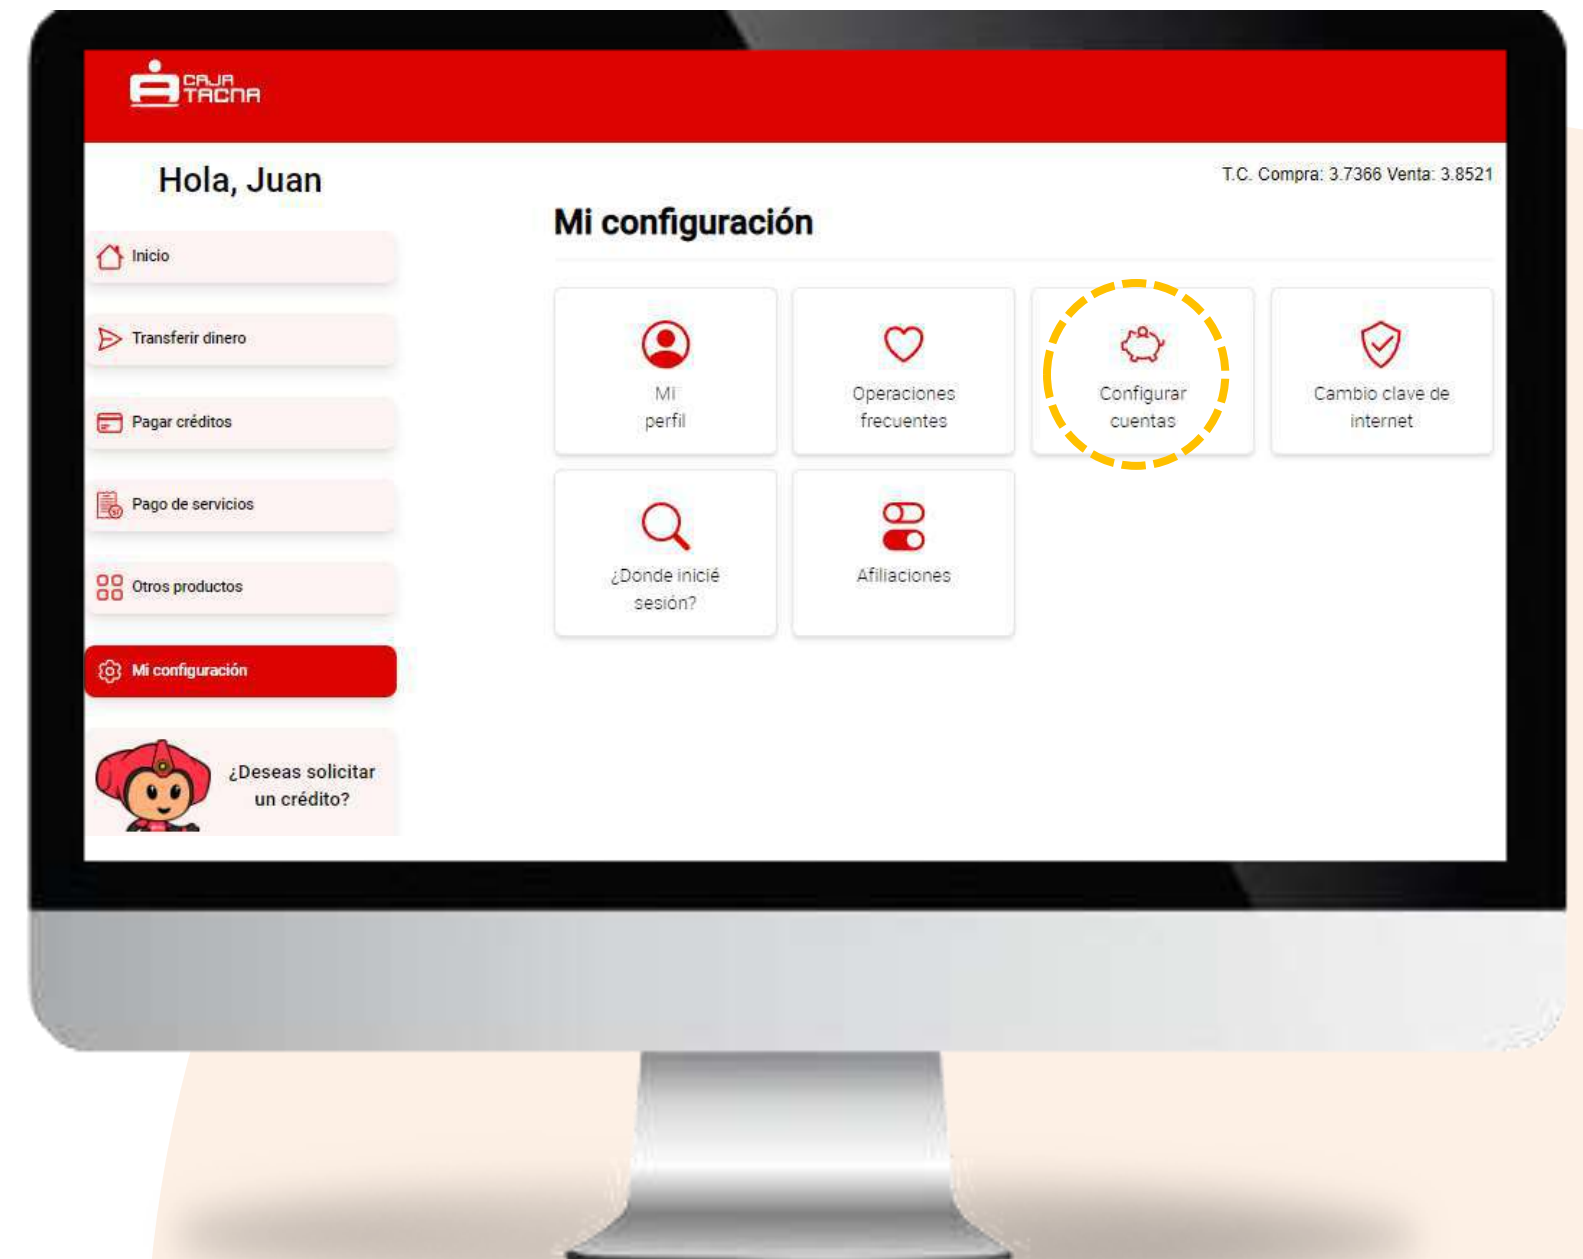 CAJA
TACNA
Hola, Juan
T.C. Compra: 3.7366 Venta: 3.8521
Mi configuración
Inicio
Transferir dinero
Pagar créditos
Pago de servicios
Otros productos
Mi configuración
Mi
perfil
Operaciones
frecuentes
Configurar
cuentas
Cambio clave de
internet
¿Donde inicié
sesión?
Afiliaciones
¿Deseas solicitar
un crédito?